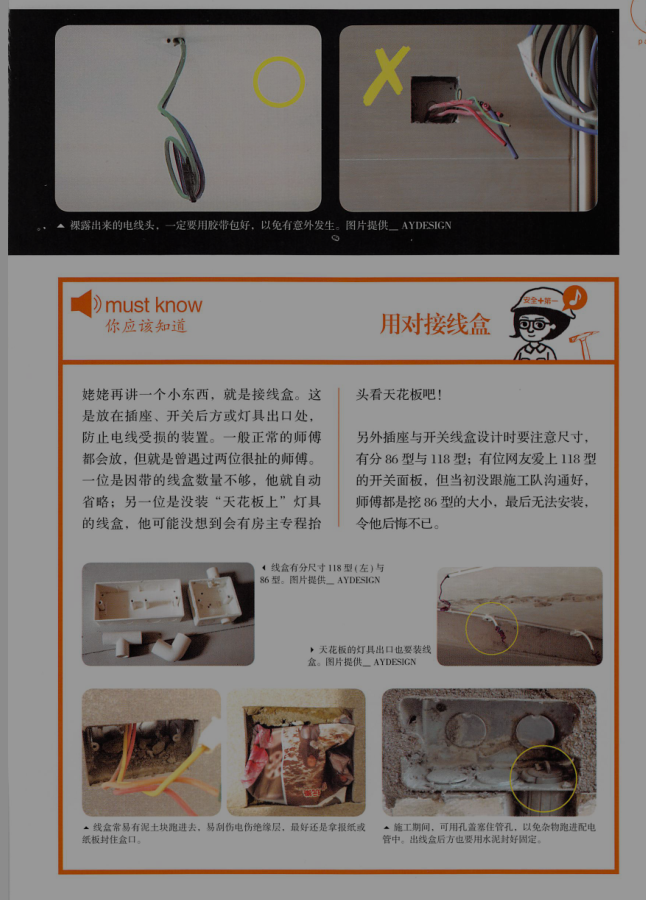 裸露出来的电线头，一定要用胶带包好，以免有意外发生。图片提供__ AYDESIGN
must know
你应该知道
用对接线盒
安全✚第一
姥姥再讲一个小东西，就是接线盒。这
是放在插座、开关后方或灯具出口处，
防止电线受损的装置。一般正常的师傅
都会放，但就是曾遇过两位很扯的师傅。
一位是因带的线盒数量不够，他就自动
省略；另一位是没装“天花板上”灯具
的线盒，他可能没想到会有房主专程抬
头看天花板吧！
另外插座与开关线盒设计时要注意尺寸，
有分 86 型与 118 型；有位网友爱上 118 型
的开关面板，但当初没跟施工队沟通好，
师傅都是挖 86 型的大小，最后无法安装，
令他后悔不已。
线盒有分尺寸 118 型 (左) 与
86 型。图片提供__ AYDESIGN
天花板的灯具出口也要装线
盒。图片提供__ AYDESIGN
线盒常易有泥土块跑进去，易刮伤电伤绝缘层，最好还是拿报纸或
纸板封住盒口。
施工期间，可用孔盖塞住管孔，以免杂物跑进配电
管中。出线盒后方也要用水泥封好固定。